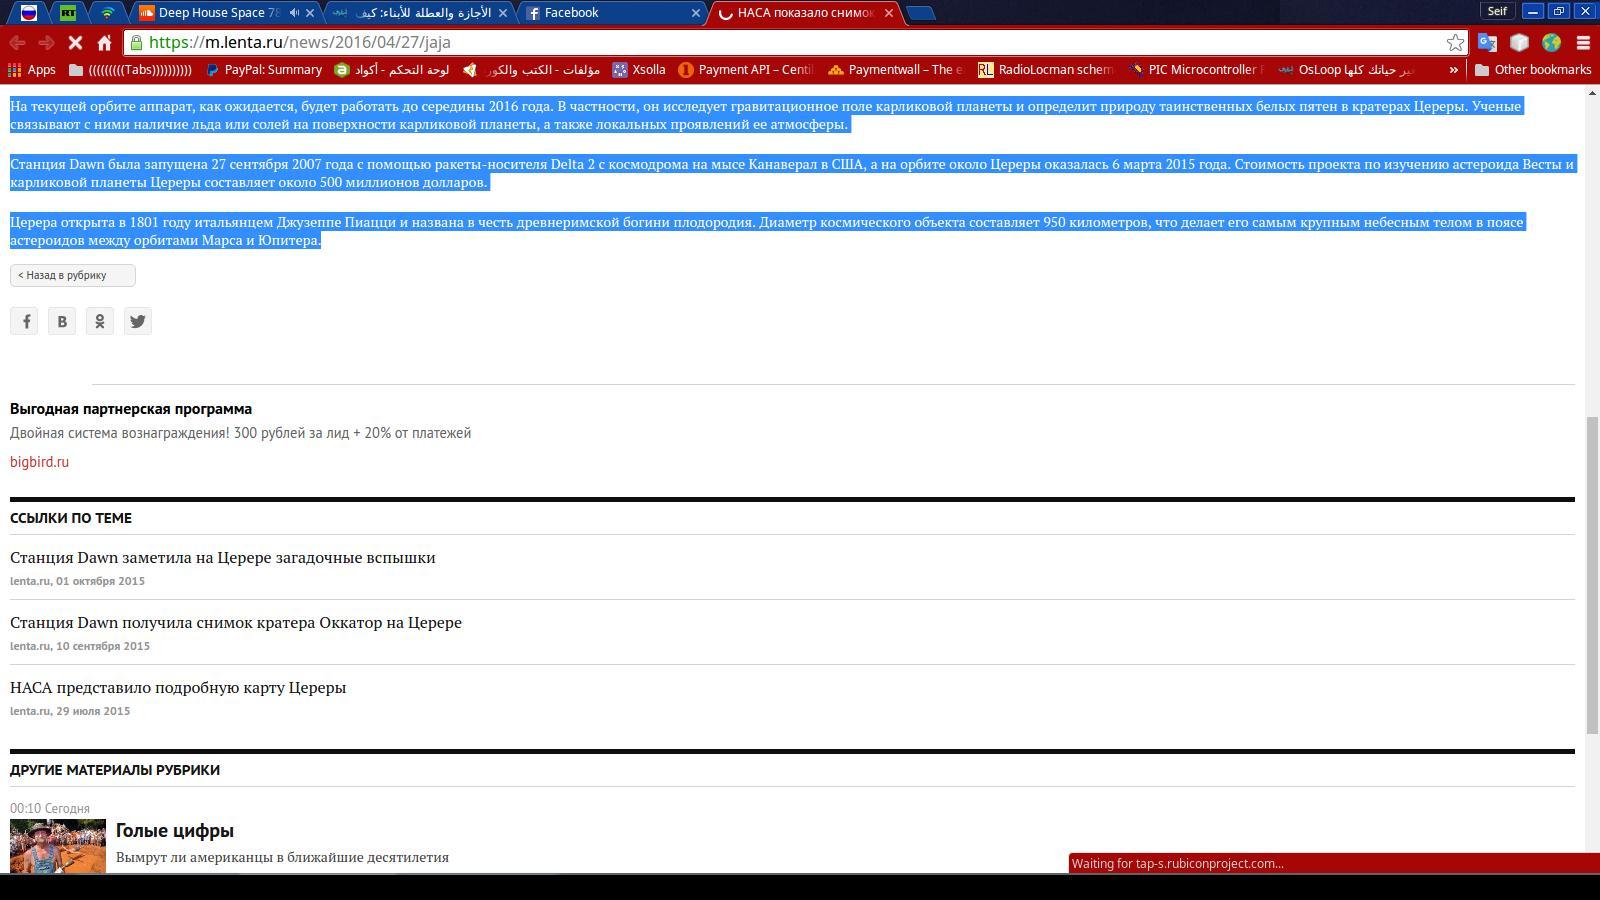 Deep House Space 78
الأجازة والعطلة للأبناء: كيف
Facebook
НАСА показало снимок
Seif
https://m.lenta.ru/news/2016/04/27/jaja
Apps
(((((((((Tabs))))))))))
PayPal: Summary
لوحة التحكم - أكواد
مؤلفات - الكتب والكور
Xsolla
Payment API – Centi
Paymentwall – The e
RadioLocman schem
PIC Microcontroller
OsLoop غير حياتك كلها
»
Other bookmarks
На текущей орбите аппарат, как ожидается, будет работать до середины 2016 года. В частности, он исследует гравитационное поле карликовой планеты и определит природу таинственных белых пятен в кратерах Цереры. Ученые
связывают с ними наличие льда или солей на поверхности карликовой планеты, а также локальных проявлений ее атмосферы.
Станция Dawn была запущена 27 сентября 2007 года с помощью ракеты-носителя Delta 2 с космодрома на мысе Канаверал в США, а на орбите около Цереры оказалась 6 марта 2015 года. Стоимость проекта по изучению астероида Весты и
карликовой планеты Цереры составляет около 500 миллионов долларов.
Церера открыта в 1801 году итальянцем Джузеппе Пиацци и названа в честь древнеримской богини плодородия. Диаметр космического объекта составляет 950 километров, что делает его самым крупным небесным телом в поясе
астероидов между орбитами Марса и Юпитера.
< Назад в рубрику
Выгодная партнерская программа
Двойная система вознаграждения! 300 рублей за лид + 20% от платежей
bigbird.ru
ССЫЛКИ ПО ТЕМЕ
Станция Dawn заметила на Церере загадочные вспышки
lenta.ru, 01 октября 2015
Станция Dawn получила снимок кратера Оккатор на Церере
lenta.ru, 10 сентября 2015
НАСА представило подробную карту Цереры
lenta.ru, 29 июля 2015
ДРУГИЕ МАТЕРИАЛЫ РУБРИКИ
00:10 Сегодня
Голые цифры
Вымрут ли американцы в ближайшие десятилетия
Waiting for tap-s.rubiconproject.com...